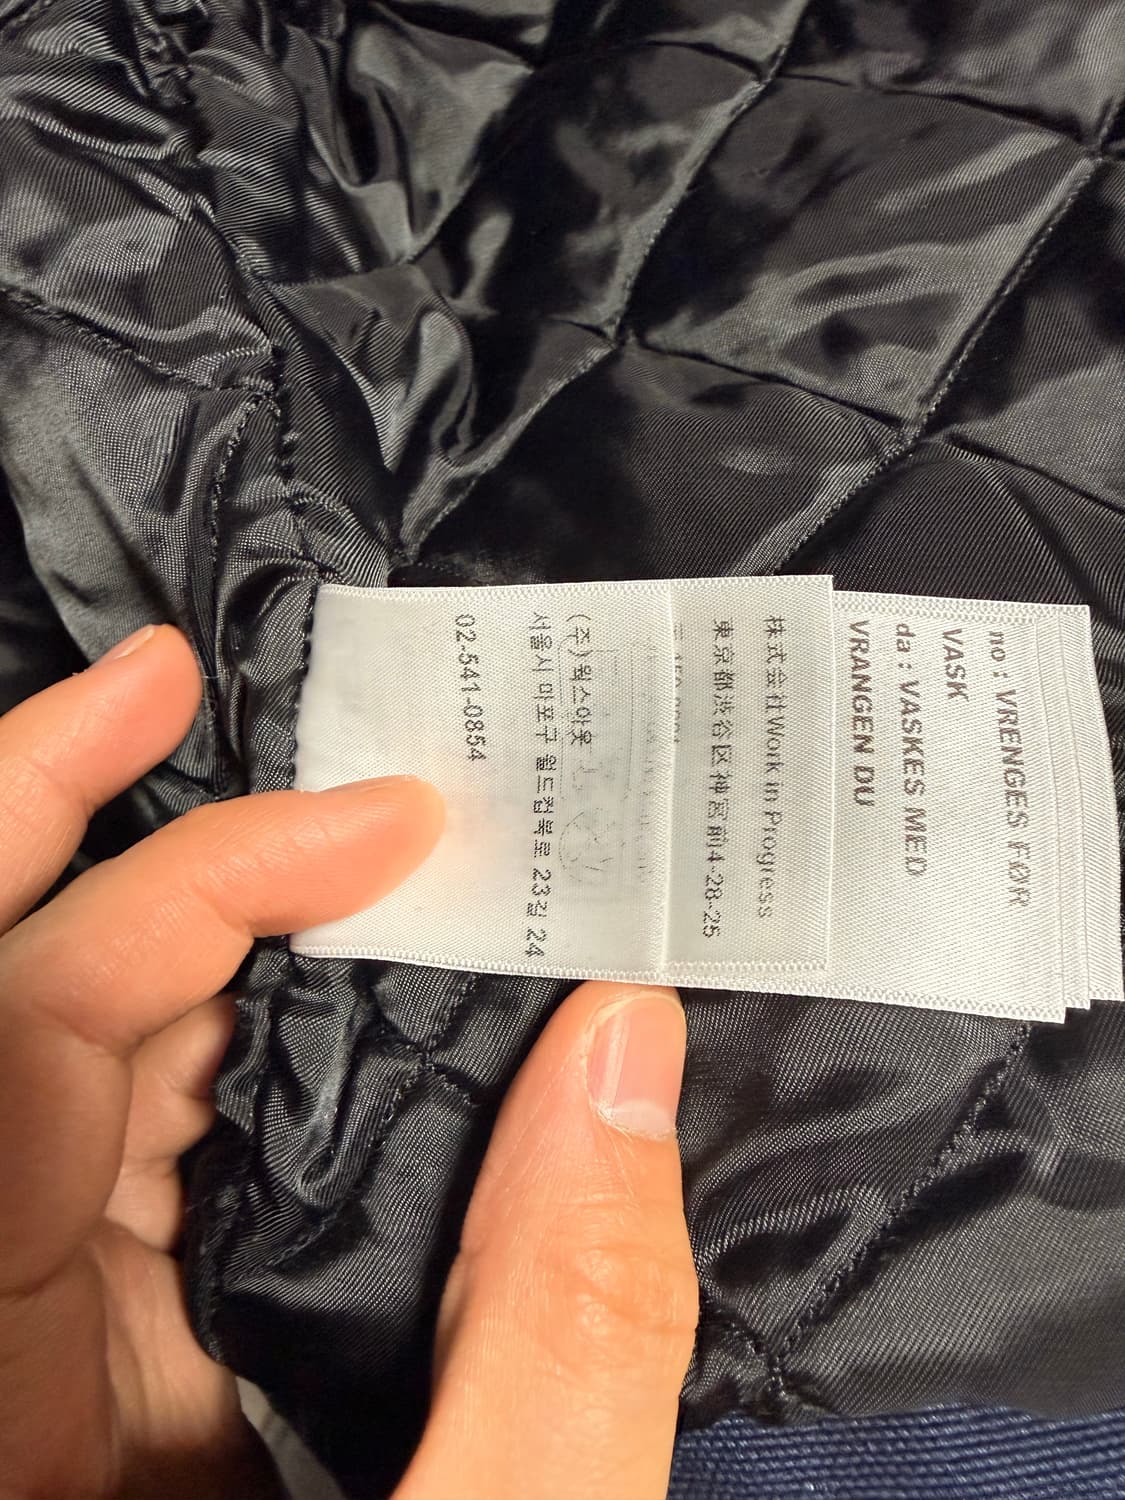 no : VRENGES FØR
VASK
da : VASKES MED
VRANGEN DU
株式会社Work in Progress
東京都渋谷区神宮前4-28-25
(주)웍스아웃
서울시 마포구 월드컵북로 23길 24
02-541-0854